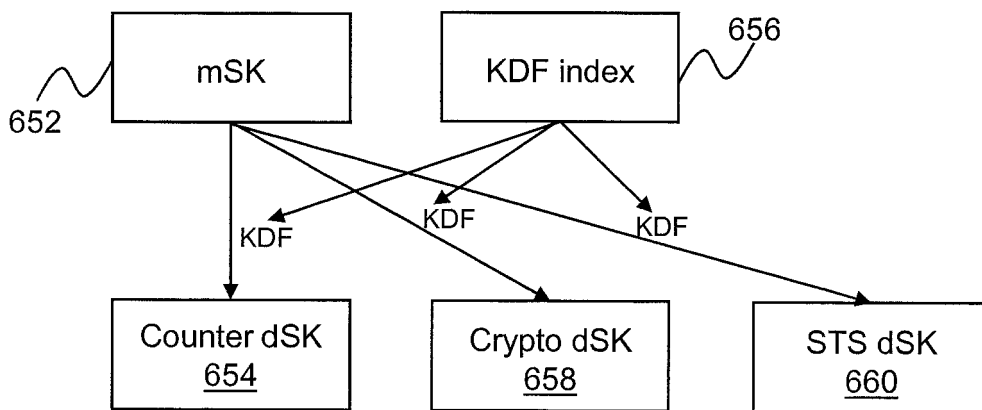 656
mSK
KDF index
652
KDF
KDF
KDF
Counter dSK
654
Crypto dSK
658
STS dSK
660